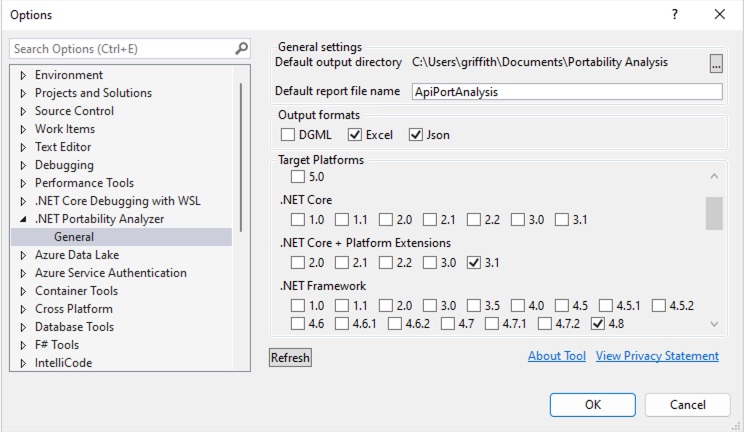 Options
Search Options (Ctrl+E)
Environment
Projects and Solutions
Source Control
Work Items
Text Editor
Debugging
Performance Tools
.NET Core Debugging with WSL
.NET Portability Analyzer
General
Azure Data Lake
Azure Service Authentication
Container Tools
Cross Platform
Database Tools
F# Tools
IntelliCode
General settings
Default output directory C:\Users\griffith\Documents\Portability Analysis ...
Default report file name ApiPortAnalysis
Output formats
DGML Excel Json
Target Platforms
5.0
.NET Core
1.0 1.1 2.0 2.1 2.2 3.0 3.1
.NET Core + Platform Extensions
2.0 2.1 2.2 3.0 3.1
.NET Framework
1.0 1.1 2.0 3.0 3.5 4.0 4.5 4.5.1 4.5.2
4.6 4.6.1 4.6.2 4.7 4.7.1 4.7.2 4.8
Refresh
About Tool View Privacy Statement
OK Cancel